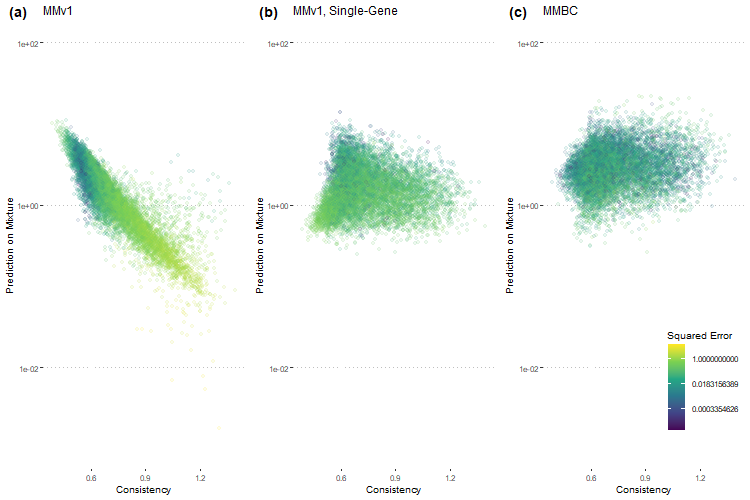 (a) MMv1
(b) MMv1, Single-Gene
(c) MMBC
1e+02
1e+00
1e-02
Prediction on Mixture
0.6 0.9 1.2
Consistency
1e+02
1e+00
1e-02
Prediction on Mixture
0.6 0.9 1.2
Consistency
1e+02
1e+00
1e-02
Prediction on Mixture
0.6 0.9 1.2
Consistency
Squared Error
1.0000000000
0.0183156389
0.0003354626